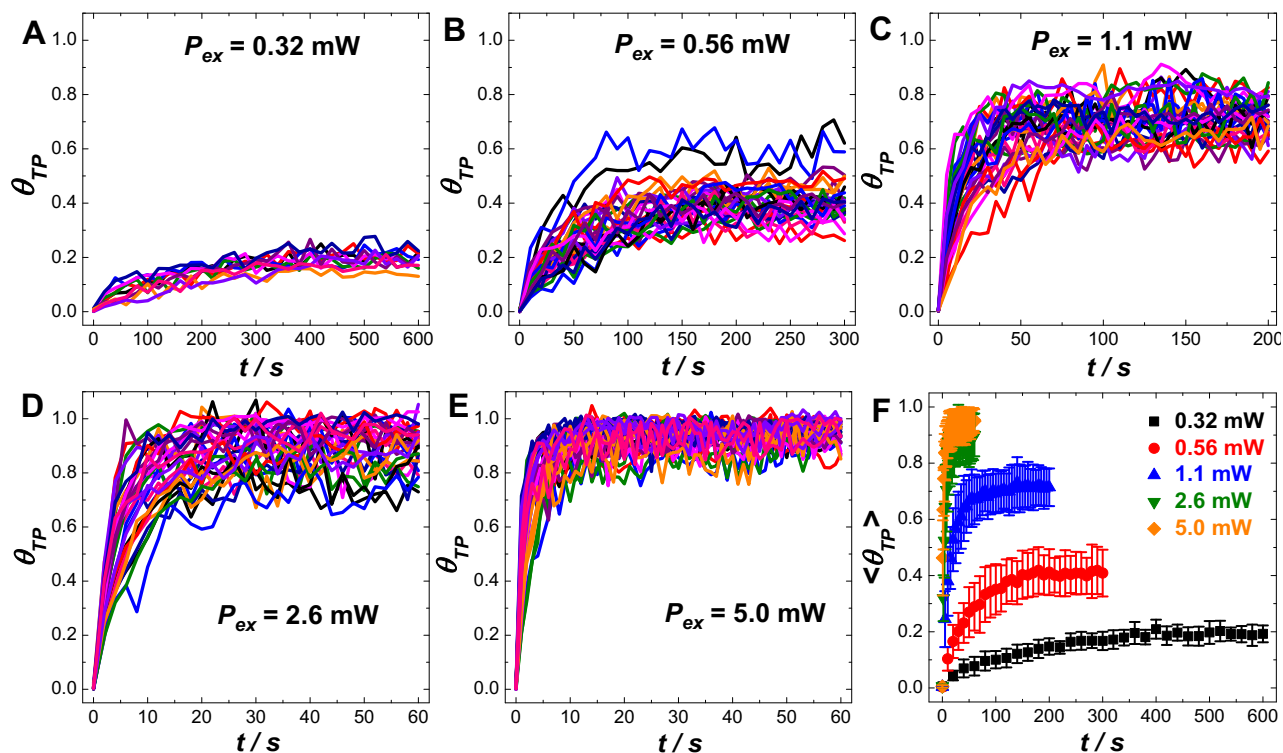 A
P_ex = 0.32 mW
1.0
0.8
0.6
0.4
0.2
0.0
θ_TP
0 100 200 300 400 500 600
t / s
B
P_ex = 0.56 mW
1.0
0.8
0.6
0.4
0.2
0.0
θ_TP
0 50 100 150 200 250 300
t / s
C
P_ex = 1.1 mW
1.0
0.8
0.6
0.4
0.2
0.0
θ_TP
0 25 50 75 100 125 150 175 200
t / s
D
1.0
0.8
0.6
0.4
0.2
0.0
θ_TP
P_ex = 2.6 mW
0 10 20 30 40 50 60
t / s
E
1.0
0.8
0.6
0.4
0.2
0.0
θ_TP
P_ex = 5.0 mW
0 10 20 30 40 50 60
t / s
F
1.0
0.8
0.6
0.4
0.2
0.0
<θ_TP>
0.32 mW
0.56 mW
1.1 mW
2.6 mW
5.0 mW
0 100 200 300 400 500 600
t / s